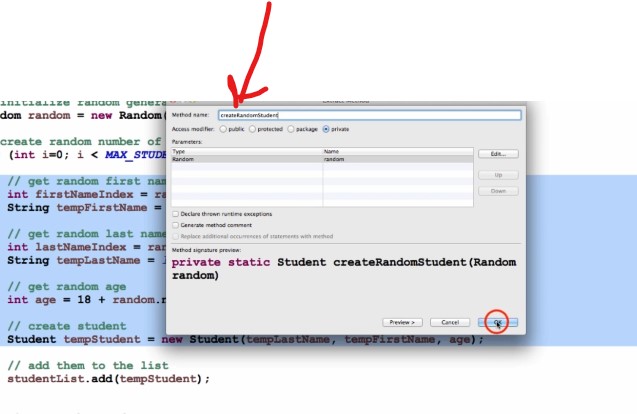 Method name: createRandomStudent
dom random = new Random(
Access modifier: public protected package private
create random number of
Parameters:
Type Name
(int i=0; i < MAX_STUDE
Random random
Edit...
Up
// get random first nam
Down
int firstNameIndex = ra
String tempFirstName =
Declare thrown runtime exceptions
Generate method comment
// get random last name
Replace additional occurrences of statements with method
int lastNameIndex = ran
Method signature preview:
String tempLastName =
private static Student createRandomStudent(Random
random)
// get random age
int age = 18 + random.n
Preview > Cancel OK
// create student
Student tempStudent = new Student(tempLastName, tempFirstName, age);
// add them to the list
studentList.add(tempStudent);